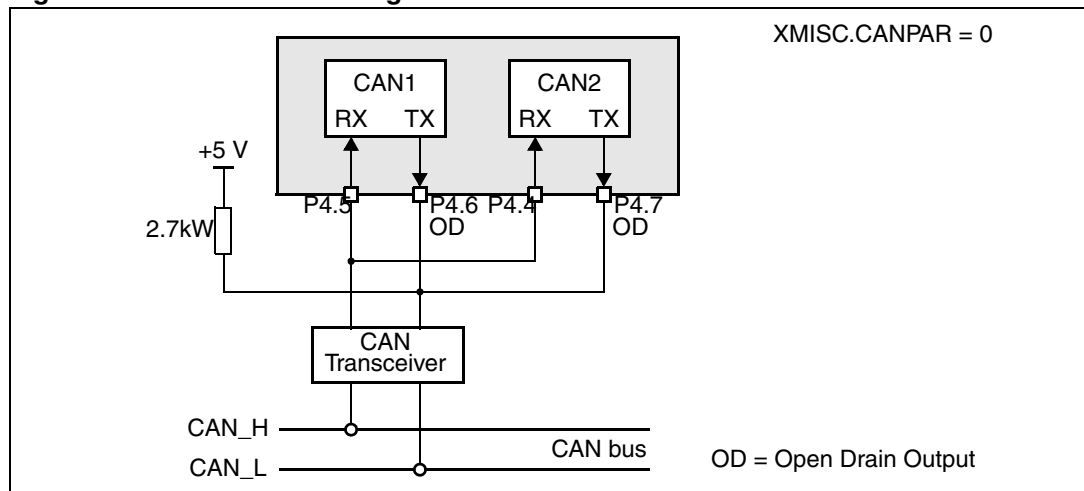 XMISC.CANPAR = 0
CAN1
CAN2
RX TX
RX TX
+5 V
P4.5
P4.6
P4.4
P4.7
OD
OD
2.7kW
CAN
Transceiver
CAN_H
CAN bus
CAN_L
OD = Open Drain Output